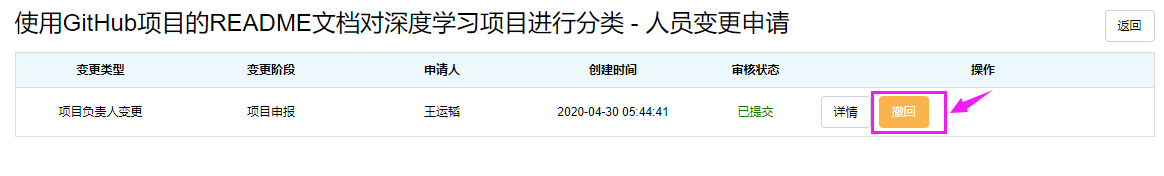 使用GitHub项目的README文档对深度学习项目进行分类 - 人员变更申请
返回
变更类型 变更阶段 申请人 创建时间 审核状态 操作
项目负责人变更 项目申报 王运韬 2020-04-30 05:44:41 已提交 详情 撤回